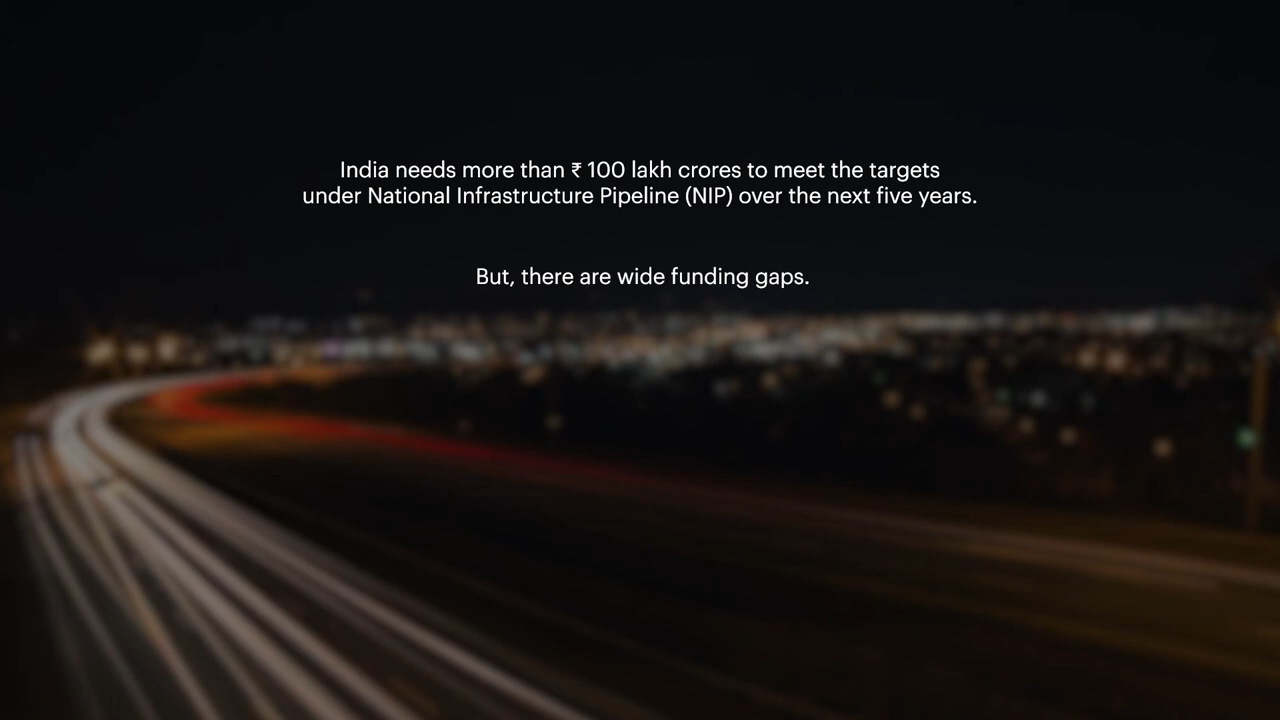 India needs more than ₹ 100 lakh crores to meet the targets
under National Infrastructure Pipeline (NIP) over the next five years.
But, there are wide funding gaps.